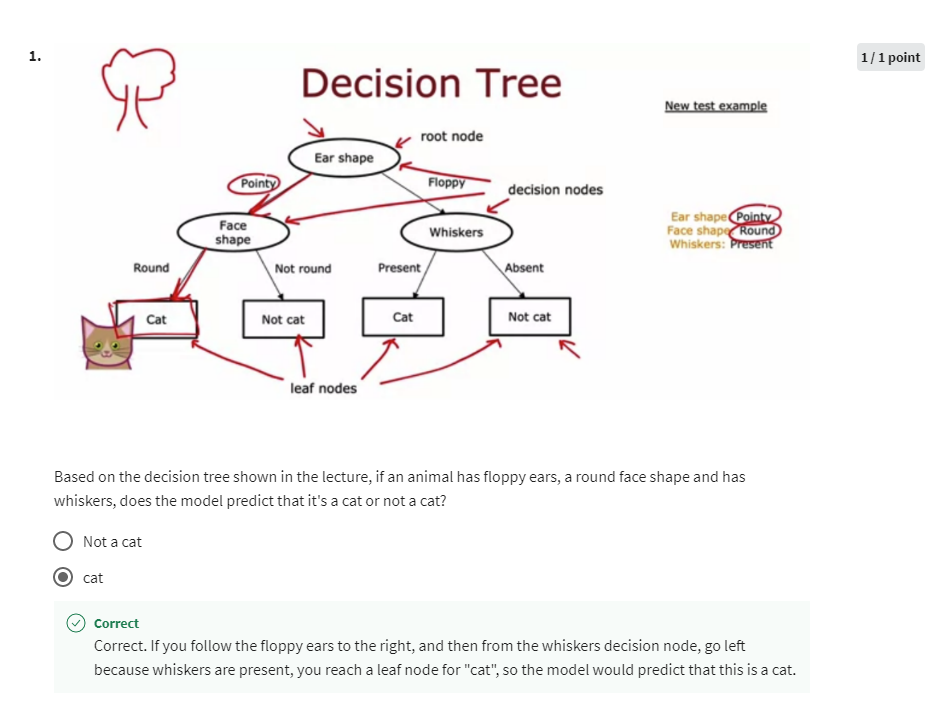 1.
1 / 1 point
Decision Tree
New test example
root node
Ear shape
Pointy
Floppy
decision nodes
Face
shape
Whiskers
Ear shape: Pointy
Face shape: Round
Whiskers: Present
Round
Not round
Present
Absent
Cat
Not cat
Cat
Not cat
leaf nodes
Based on the decision tree shown in the lecture, if an animal has floppy ears, a round face shape and has
whiskers, does the model predict that it's a cat or not a cat?
Not a cat
cat
Correct
Correct. If you follow the floppy ears to the right, and then from the whiskers decision node, go left
because whiskers are present, you reach a leaf node for "cat", so the model would predict that this is a cat.